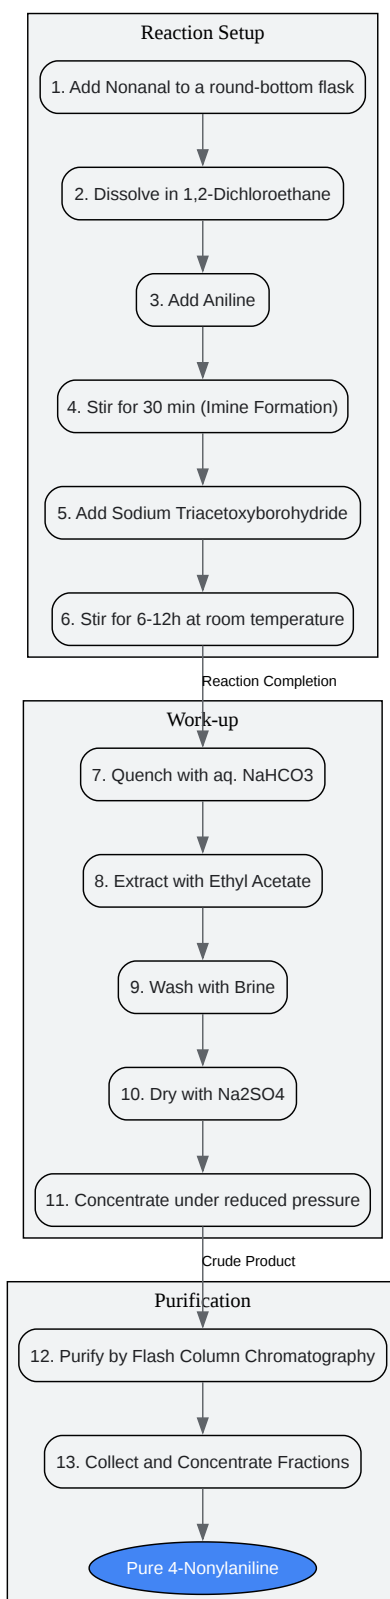 Reaction Setup
1. Add Nonanal to a round-bottom flask
2. Dissolve in 1,2-Dichloroethane
3. Add Aniline
4. Stir for 30 min (Imine Formation)
5. Add Sodium Triacetoxyborohydride
6. Stir for 6-12h at room temperature
Reaction Completion
Work-up
7. Quench with aq. NaHCO3
8. Extract with Ethyl Acetate
9. Wash with Brine
10. Dry with Na2SO4
11. Concentrate under reduced pressure
Crude Product
Purification
12. Purify by Flash Column Chromatography
13. Collect and Concentrate Fractions
Pure 4-Nonylaniline